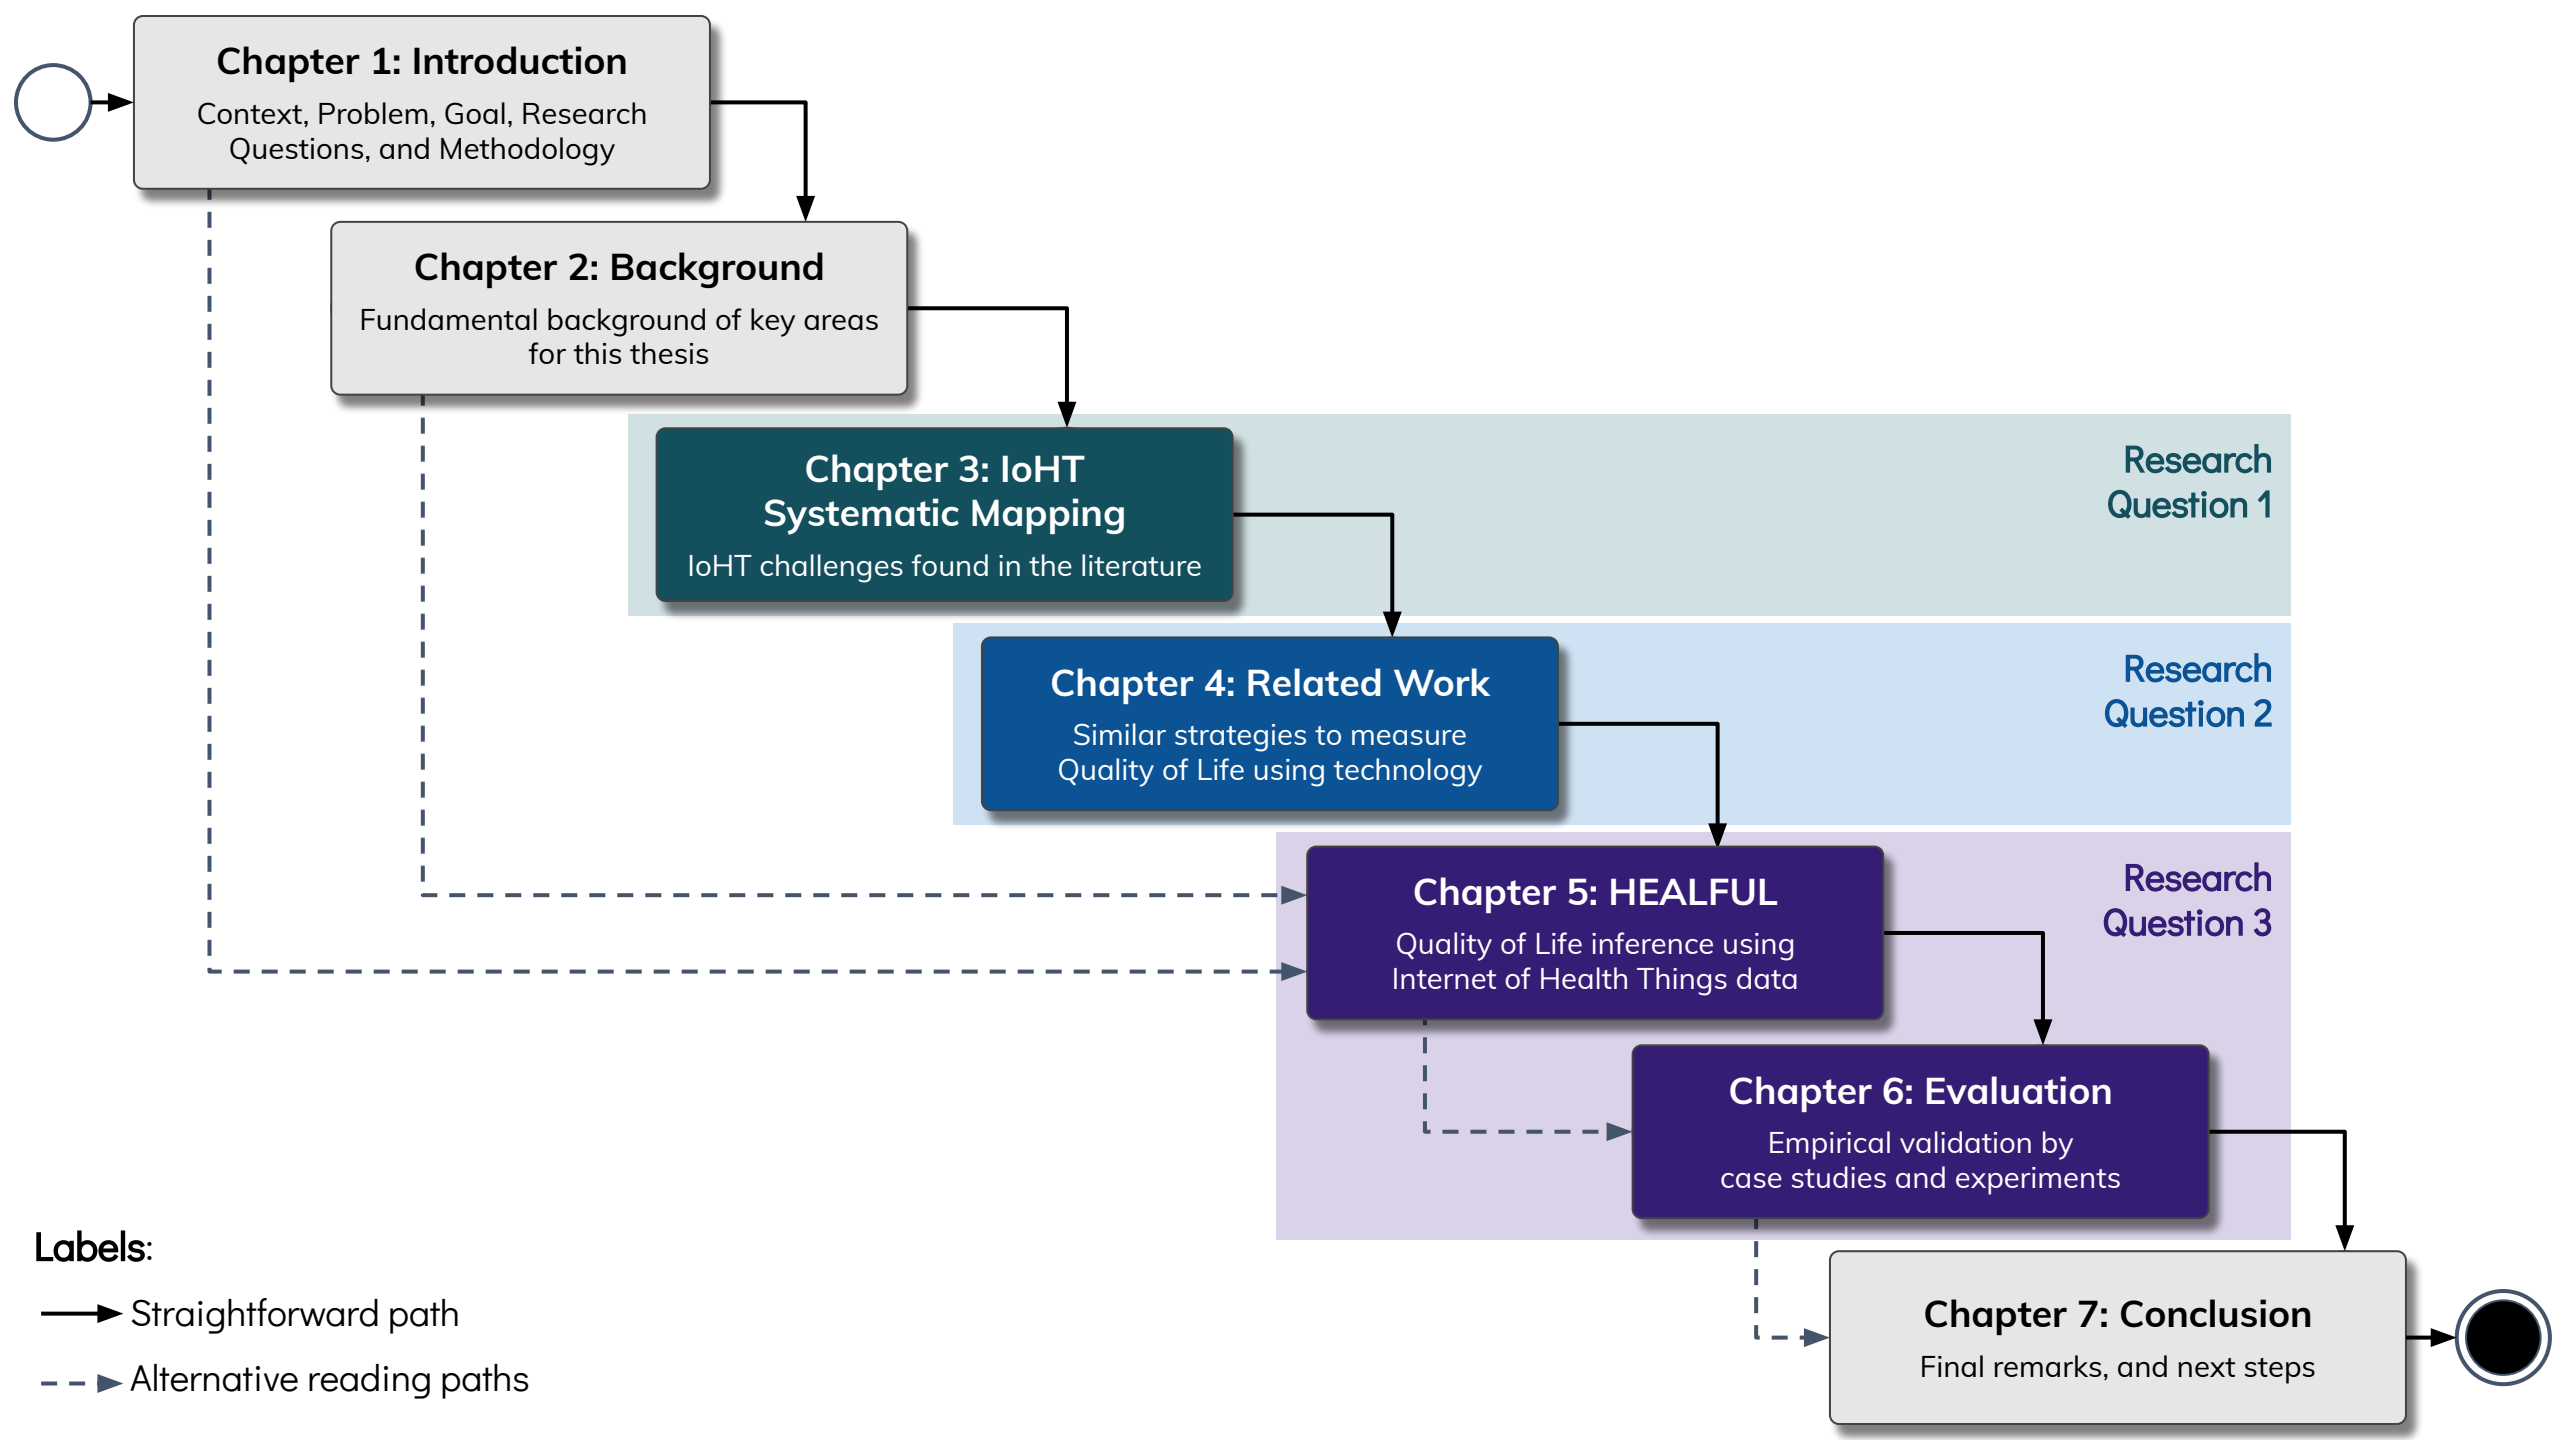 Chapter 1: Introduction
Context, Problem, Goal, Research
Questions, and Methodology
Chapter 2: Background
Fundamental background of key areas
for this thesis
Chapter 3: IoHT
Systematic Mapping
IoHT challenges found in the literature
Research
Question 1
Chapter 4: Related Work
Similar strategies to measure
Quality of Life using technology
Research
Question 2
Chapter 5: HEALFUL
Quality of Life inference using
Internet of Health Things data
Research
Question 3
Chapter 6: Evaluation
Empirical validation by
case studies and experiments
Chapter 7: Conclusion
Final remarks, and next steps
Labels:
Straightforward path
Alternative reading paths